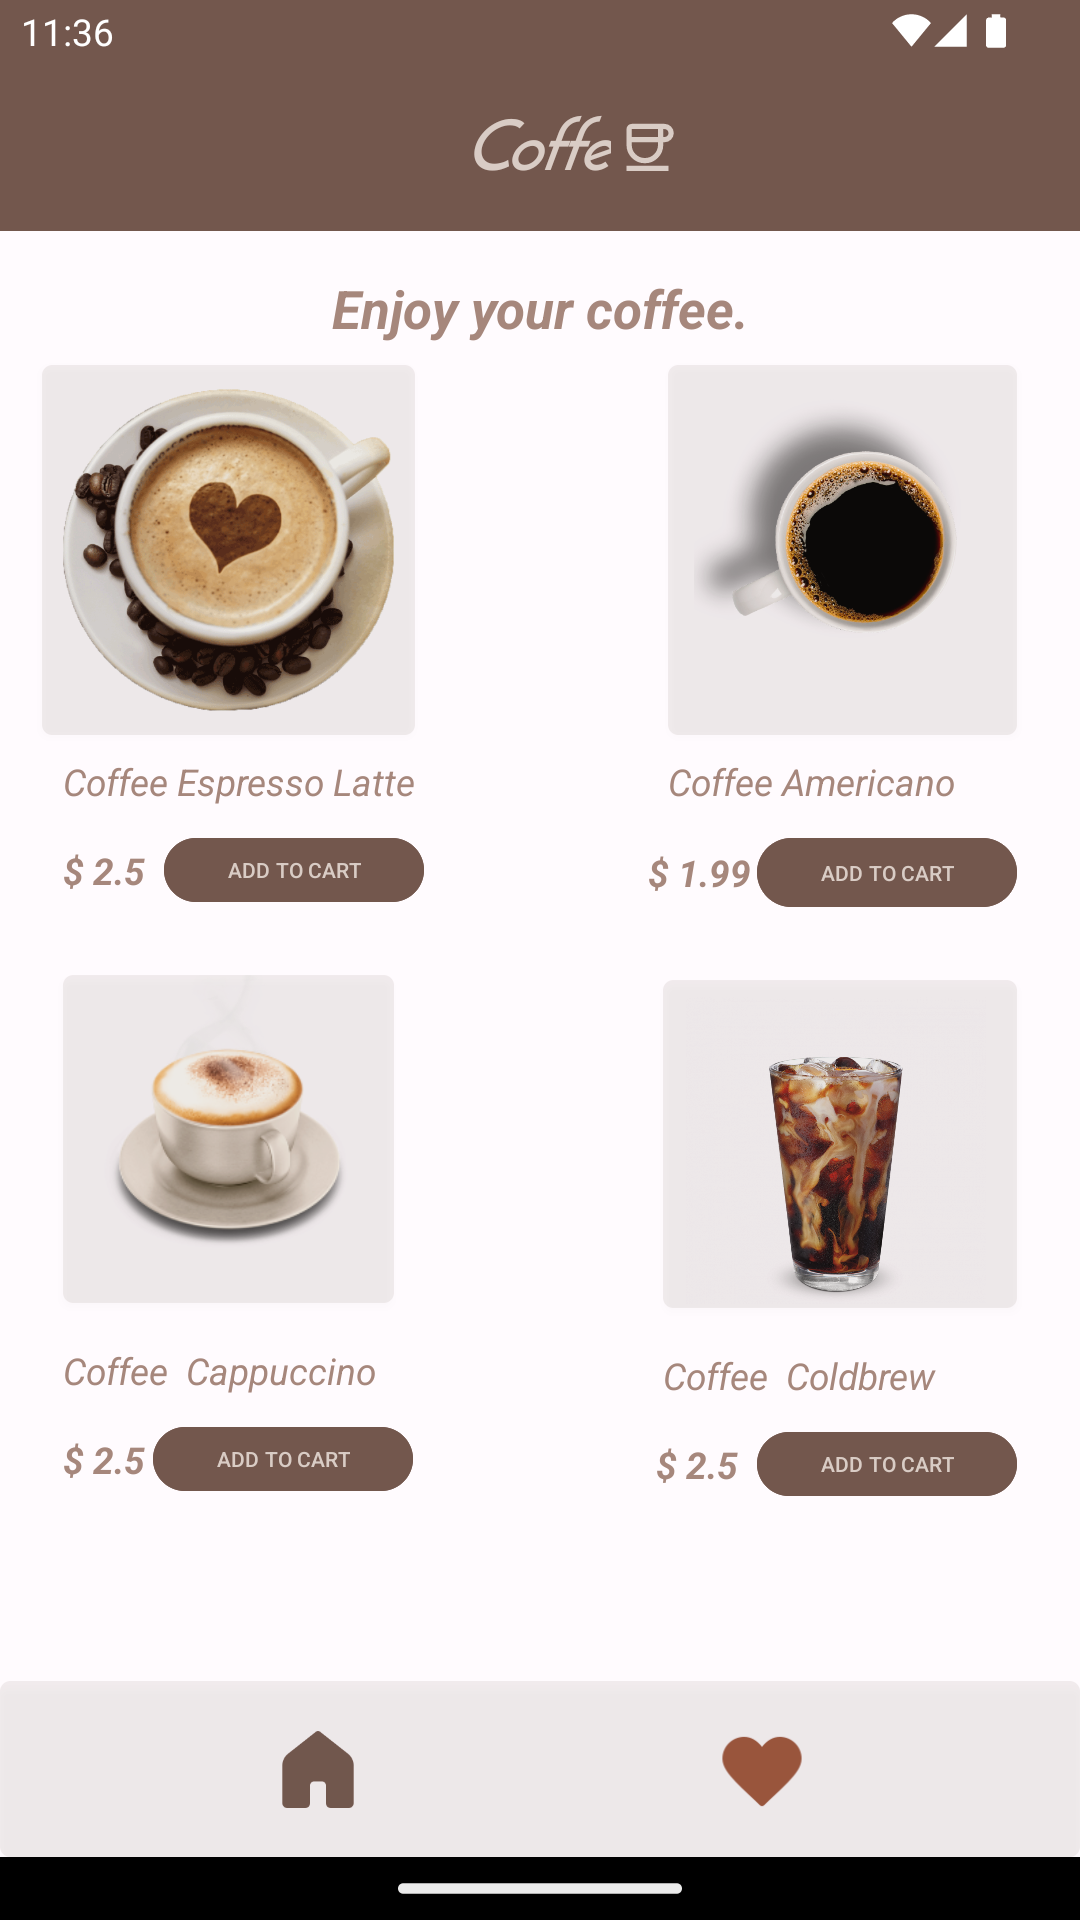 11:36
Coffe
Enjoy your coffee.
Coffee Espresso Latte
Coffee Americano
$ 2.5
ADD TO CART
$ 1.99
ADD TO CART
Coffee  Cappuccino
Coffee  Coldbrew
$ 2.5
ADD TO CART
$ 2.5
ADD TO CART